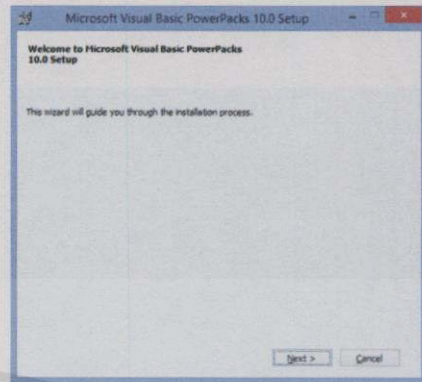 Microsoft Visual Basic PowerPacks 10.0 Setup
Welcome to Microsoft Visual Basic PowerPacks
10.0 Setup
This wizard will guide you through the installation process.
Next >
Cancel